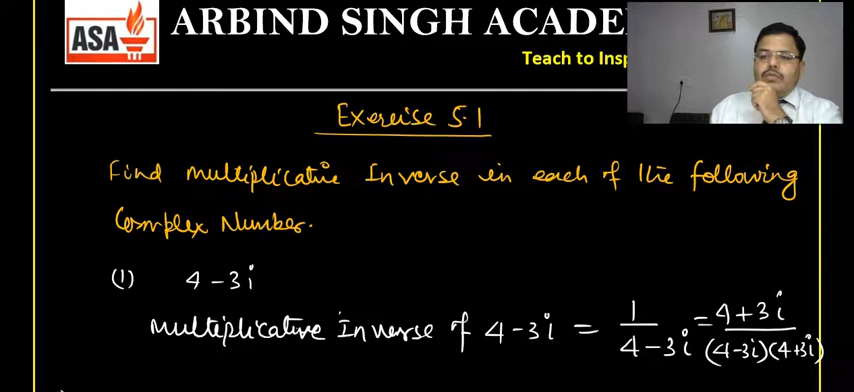 ARBIND SINGH ACADE
ASA
Teach to Insp
Exercise 5.1
Find Multiplicative Inverse in each of the following
Complex Number.
(1) 4-3i
Multiplicative Inverse of 4-3i = 1/(4-3i) = (4+3i)/((4-3i)(4+3i))